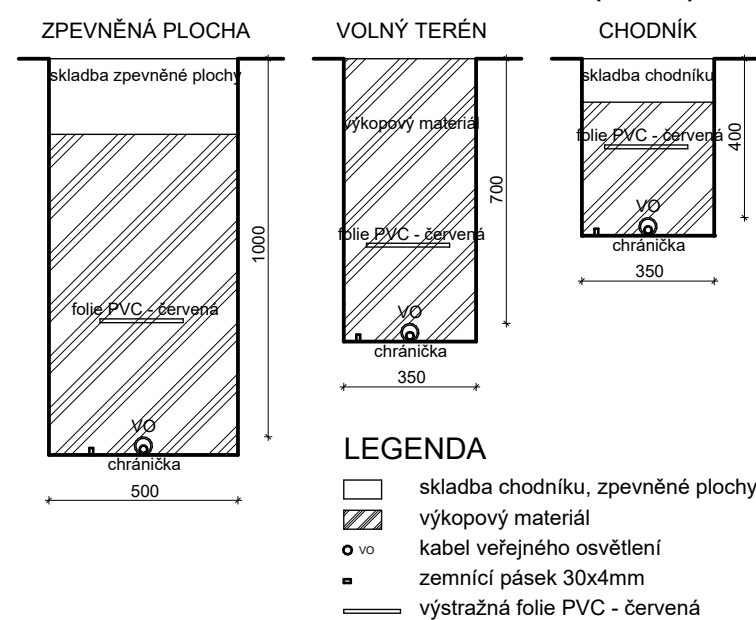 ZPEVNĚNÁ PLOCHA
skladba zpevněné plochy
1000
folie PVC - červená
VO
chránička
500
VOLNÝ TERÉN
výkopový materiál
700
folie PVC - červená
VO
chránička
350
CHODNÍK
skladba chodníku
folie PVC - červená
400
VO
chránička
350
LEGENDA
skladba chodníku, zpevněné plochy
výkopový materiál
VO kabel veřejného osvětlení
zemnící pásek 30x4mm
výstražná folie PVC - červená